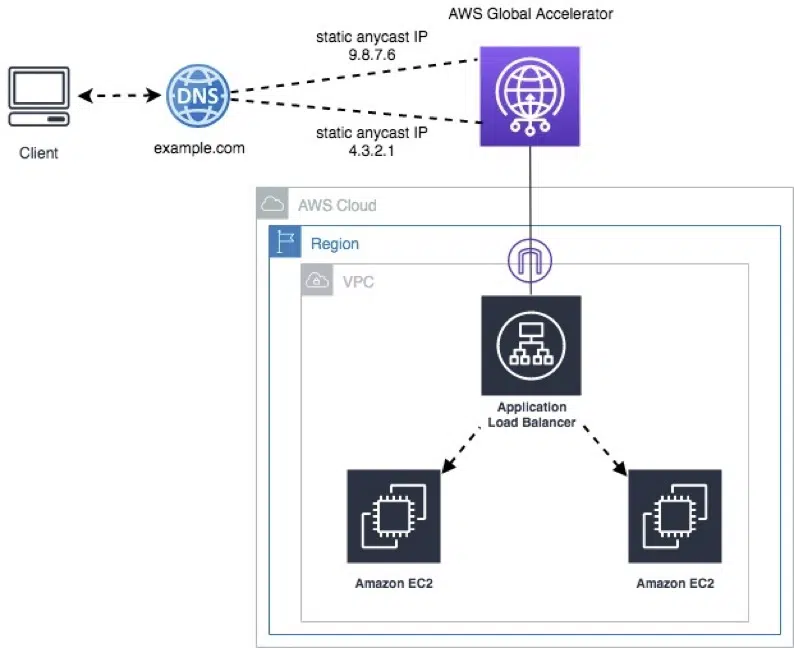 AWS Global Accelerator
static anycast IP
9.8.7.6
DNS
static anycast IP
4.3.2.1
Client
example.com
AWS Cloud
Region
VPC
Application
Load Balancer
Amazon EC2
Amazon EC2